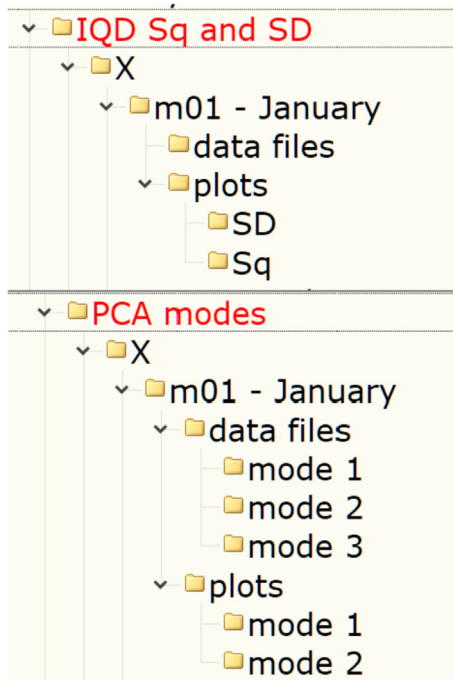 IQD Sq and SD
X
m01 - January
data files
plots
SD
Sq
PCA modes
X
m01 - January
data files
mode 1
mode 2
mode 3
plots
mode 1
mode 2